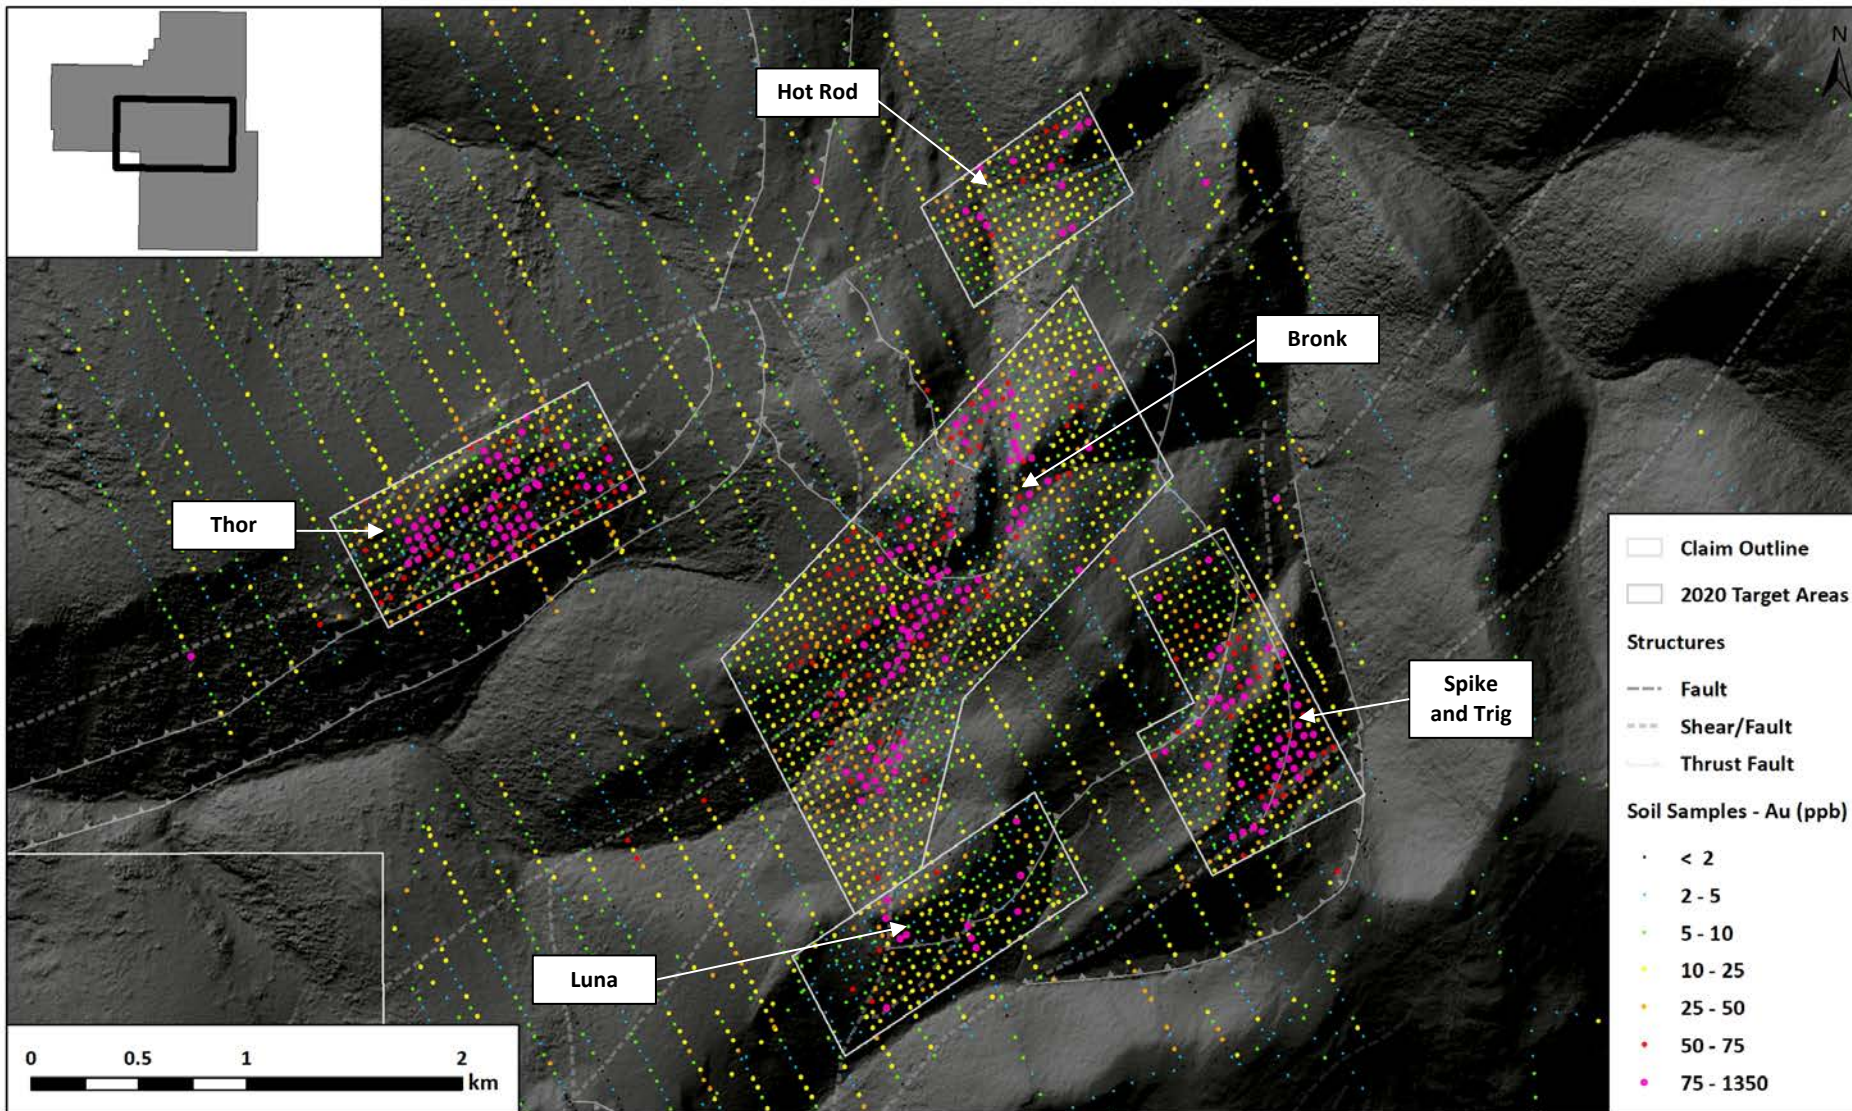 N
Hot Rod
Bronk
Thor
Spike
and Trig
Luna
Claim Outline
2020 Target Areas
Structures
Fault
Shear/Fault
Thrust Fault
Soil Samples - Au (ppb)
< 2
2 - 5
5 - 10
10 - 25
25 - 50
50 - 75
75 - 1350
0 0.5 1 2
km